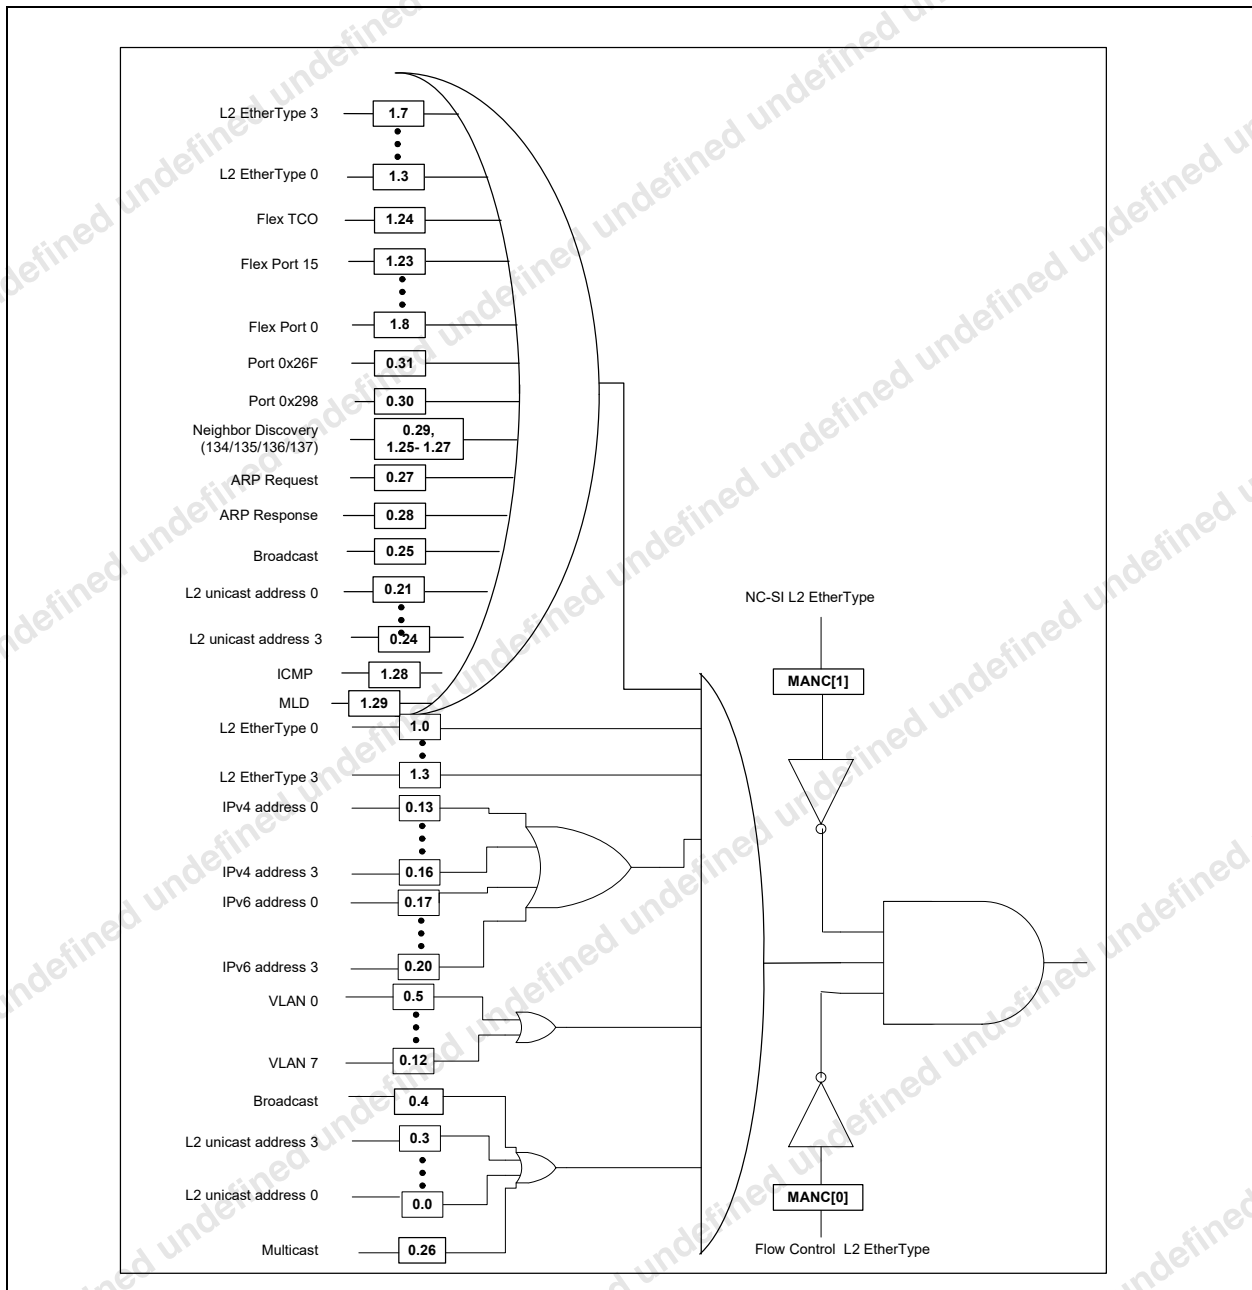 L2 EtherType 3 1.7
L2 EtherType 0 1.3
Flex TCO 1.24
Flex Port 15 1.23
Flex Port 0 1.8
Port 0x26F 0.31
Port 0x298 0.30
Neighbor Discovery 0.29,
(134/135/136/137) 1.25- 1.27
ARP Request 0.27
ARP Response 0.28
Broadcast 0.25
L2 unicast address 0 0.21
L2 unicast address 3 0.24
ICMP 1.28
MLD 1.29
L2 EtherType 0 1.0
L2 EtherType 3 1.3
IPv4 address 0 0.13
IPv4 address 3 0.16
IPv6 address 0 0.17
IPv6 address 3 0.20
VLAN 0 0.5
VLAN 7 0.12
Broadcast 0.4
L2 unicast address 3 0.3
L2 unicast address 0 0.0
Multicast 0.26
NC-SI L2 EtherType
MANC[1]
MANC[0]
Flow Control L2 EtherType
undefined undefined undefined undefined undefined undefined